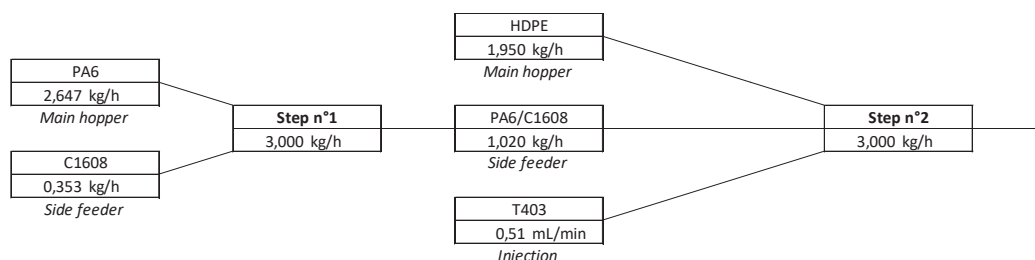 PA6
2,647 kg/h
Main hopper
C1608
0,353 kg/h
Side feeder
Step n°1
3,000 kg/h
HDPE
1,950 kg/h
Main hopper
PA6/C1608
1,020 kg/h
Side feeder
T403
0,51 mL/min
Injection
Step n°2
3,000 kg/h